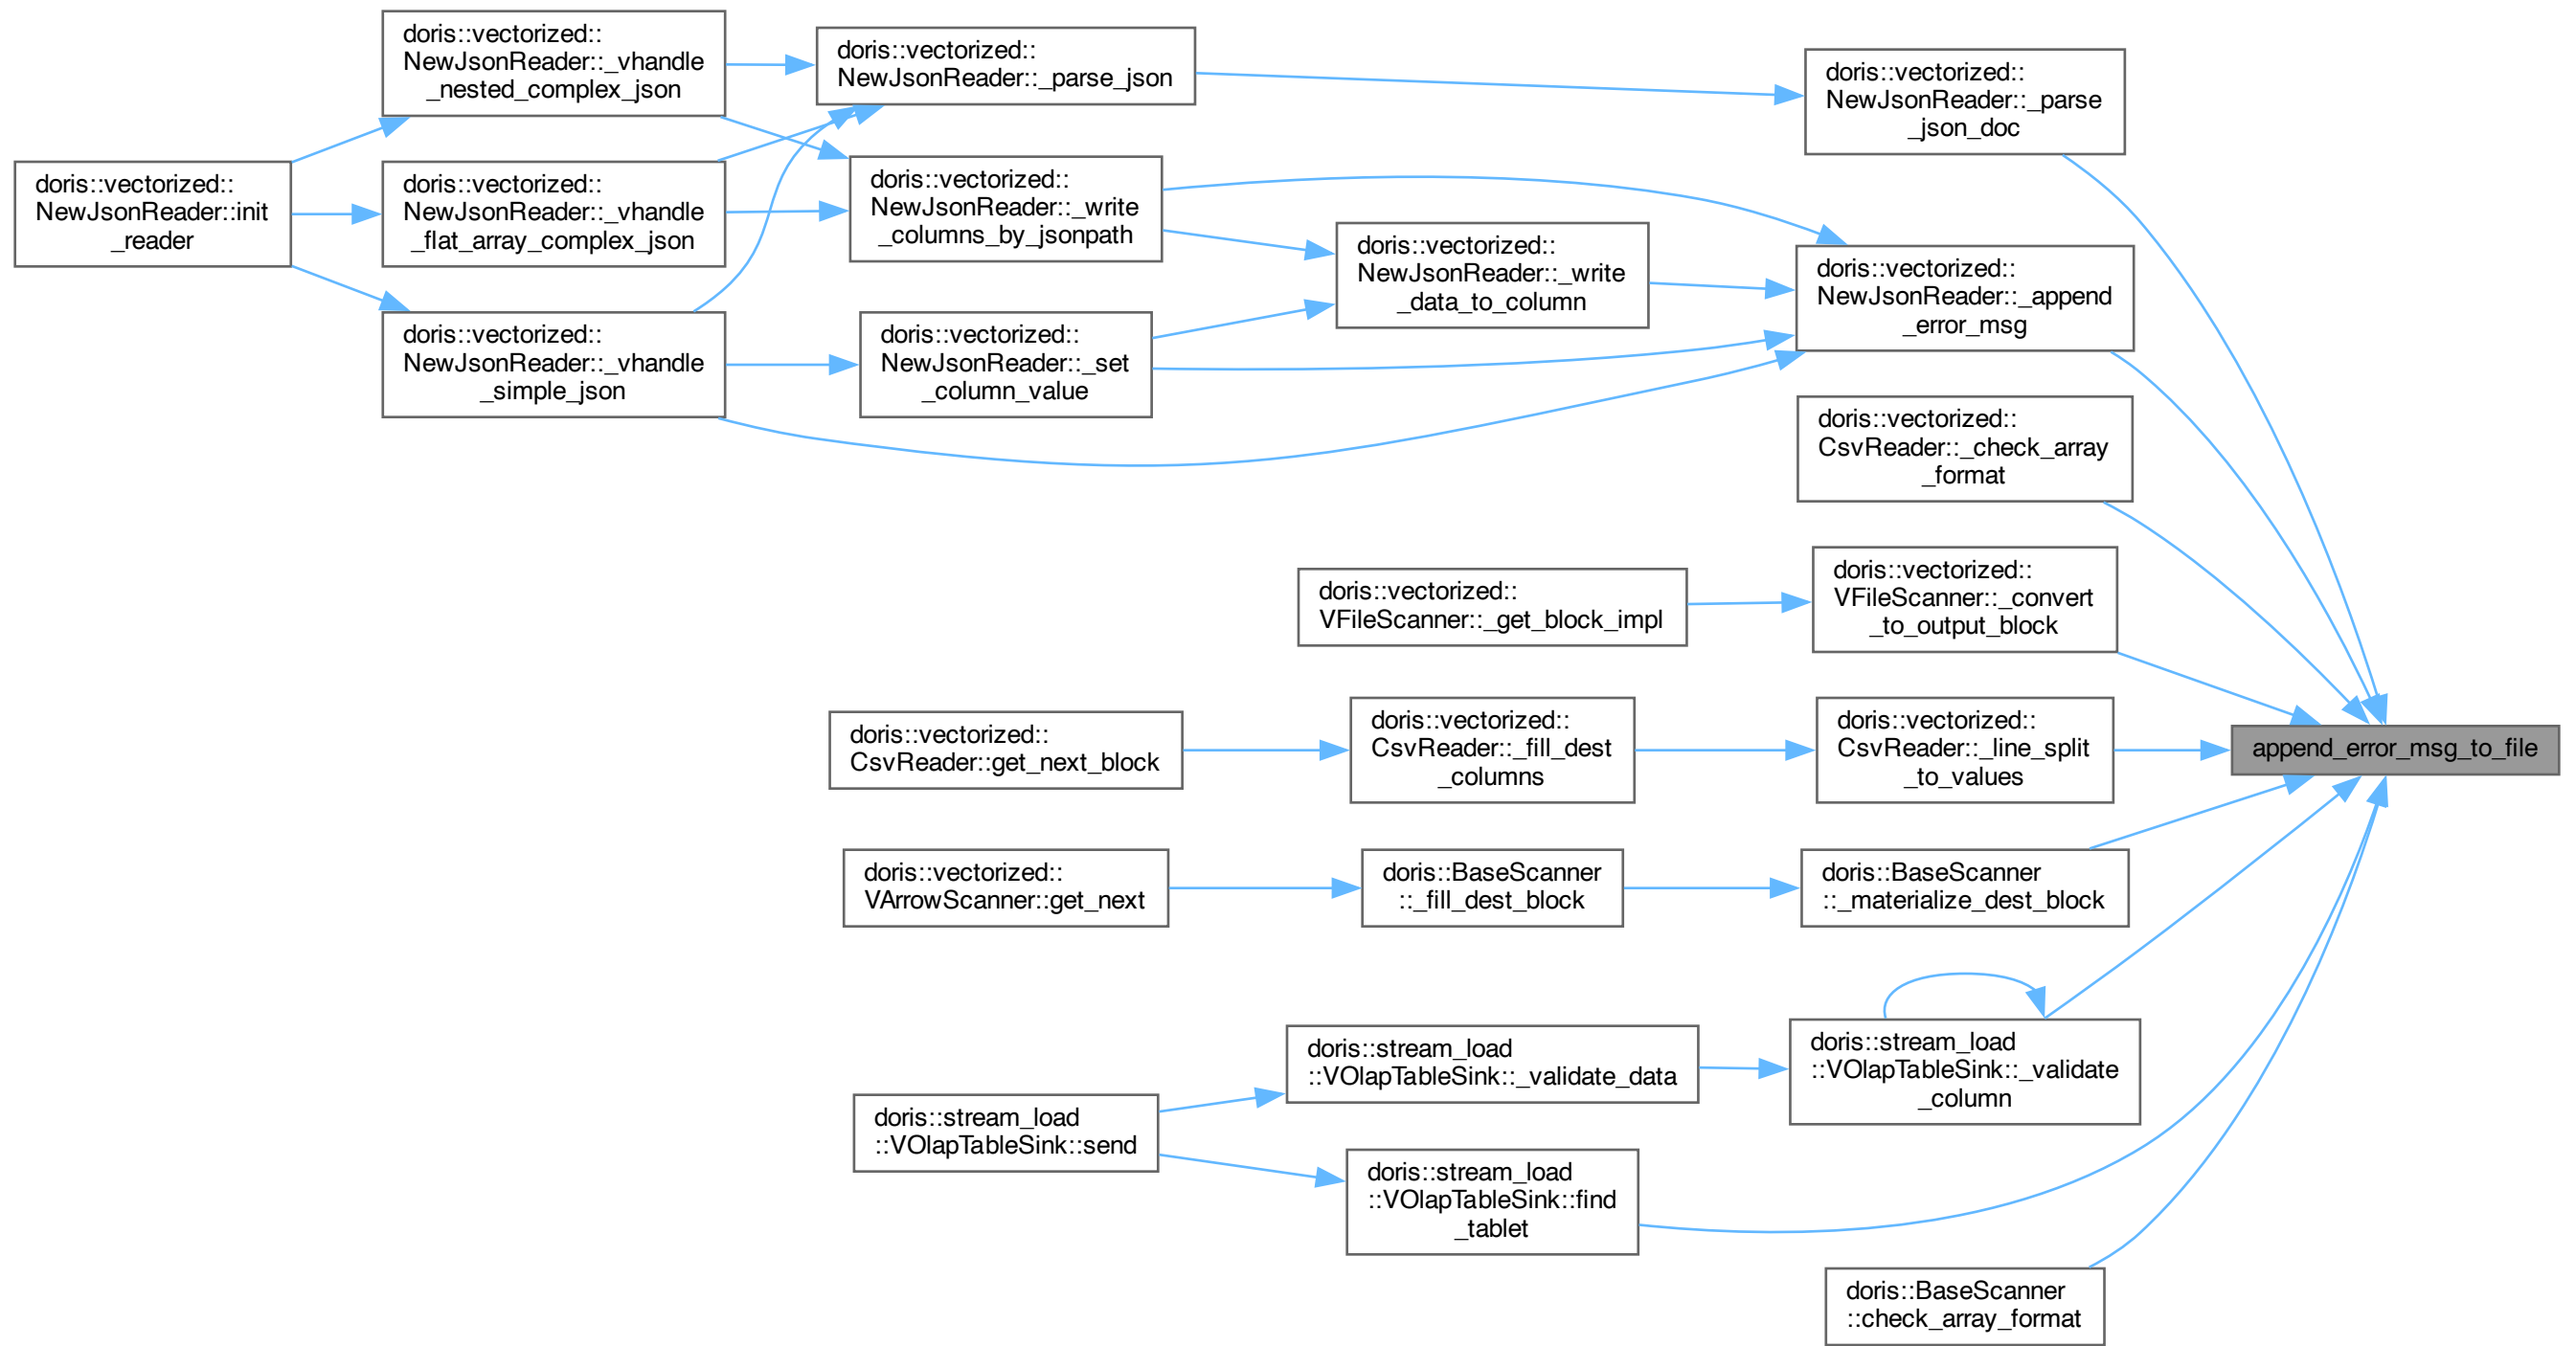 doris::vectorized::
NewJsonReader::_vhandle
_nested_complex_json
doris::vectorized::
NewJsonReader::_parse_json
doris::vectorized::
NewJsonReader::_parse
_json_doc
doris::vectorized::
NewJsonReader::init
_reader
doris::vectorized::
NewJsonReader::_vhandle
_flat_array_complex_json
doris::vectorized::
NewJsonReader::_write
_columns_by_jsonpath
doris::vectorized::
NewJsonReader::_write
_data_to_column
doris::vectorized::
NewJsonReader::_append
_error_msg
doris::vectorized::
NewJsonReader::_vhandle
_simple_json
doris::vectorized::
NewJsonReader::_set
_column_value
doris::vectorized::
CsvReader::_check_array
_format
doris::vectorized::
VFileScanner::_get_block_impl
doris::vectorized::
VFileScanner::_convert
_to_output_block
doris::vectorized::
CsvReader::get_next_block
doris::vectorized::
CsvReader::_fill_dest
_columns
doris::vectorized::
CsvReader::_line_split
_to_values
append_error_msg_to_file
doris::vectorized::
VArrowScanner::get_next
doris::BaseScanner
::_fill_dest_block
doris::BaseScanner
::_materialize_dest_block
doris::stream_load
::VOlapTableSink::_validate_data
doris::stream_load
::VOlapTableSink::_validate
_column
doris::stream_load
::VOlapTableSink::send
doris::stream_load
::VOlapTableSink::find
_tablet
doris::BaseScanner
::check_array_format